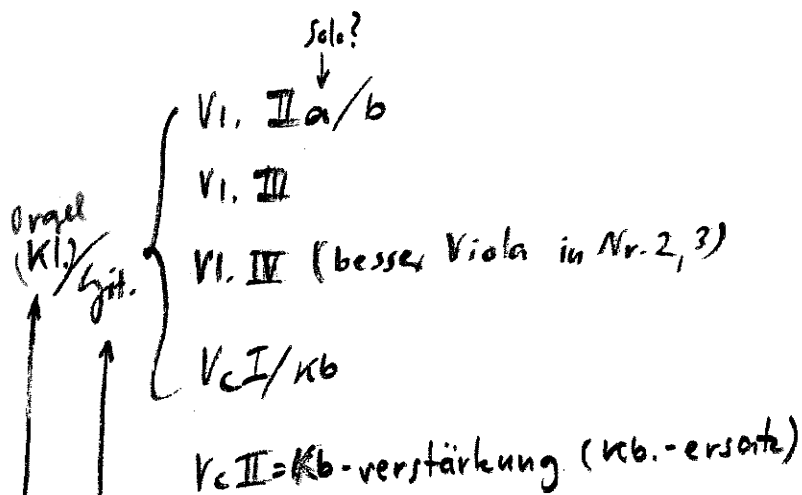 Solo?
Vl. IIa/b
Vl. III
Orgel
(Kl.)/Git.
Vl. IV (besser Viola in Nr. 2, 3)
Vc I/Kb
Vc II=Kb-verstärkung (Kb.-ersatz)